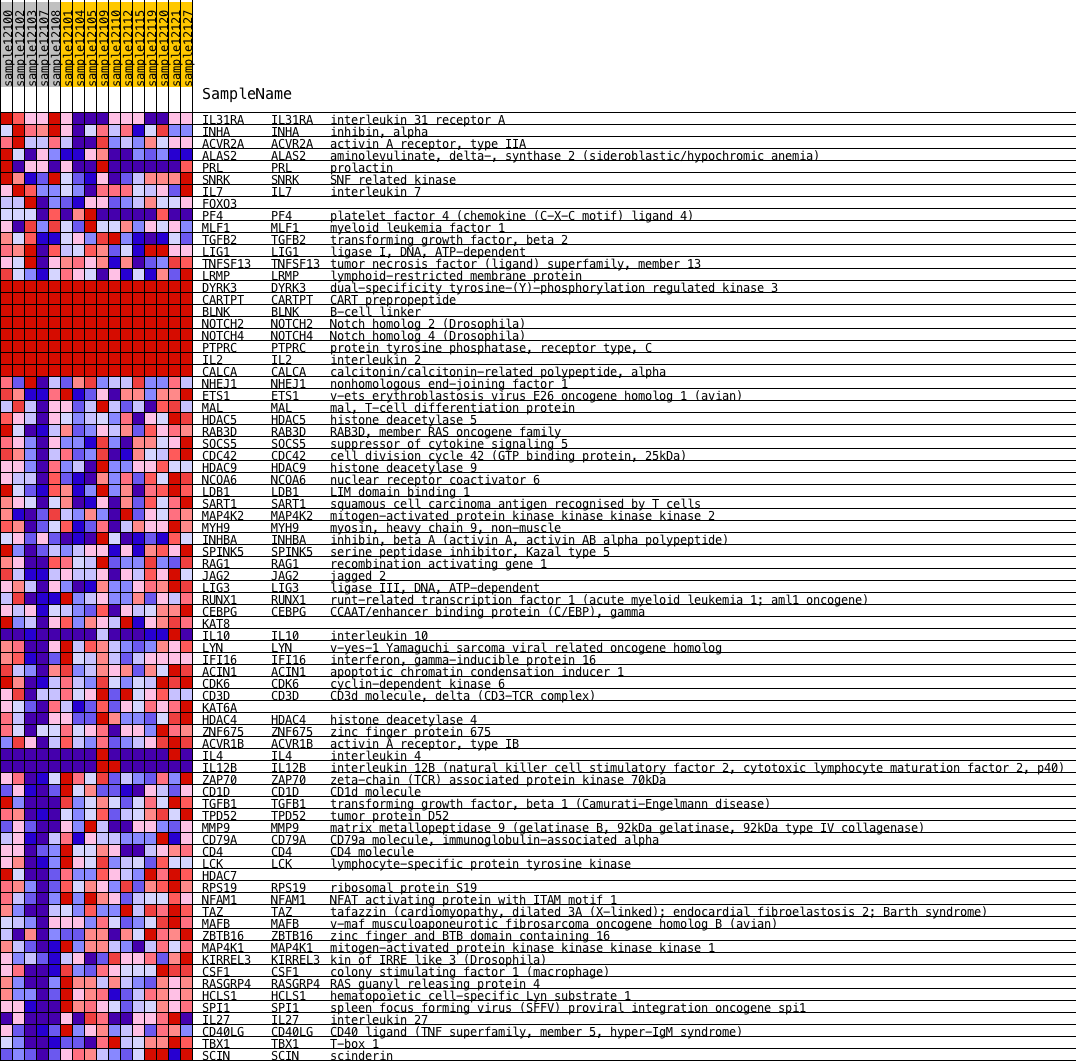 sample12100 sample12102 sample12103 sample12107 sample12108 sample12101 sample12104 sample12105 sample12109 sample12110 sample12112 sample12115 sample12119 sample12120 sample12121 sample12127
SampleName
IL31RA IL31RA interleukin 31 receptor A
INHA INHA inhibin, alpha
ACVR2A ACVR2A activin A receptor, type IIA
ALAS2 ALAS2 aminolevulinate, delta-, synthase 2 (sideroblastic/hypochromic anemia)
PRL PRL prolactin
SNRK SNRK SNF related kinase
IL7 IL7 interleukin 7
FOXO3
PF4 PF4 platelet factor 4 (chemokine (C-X-C motif) ligand 4)
MLF1 MLF1 myeloid leukemia factor 1
TGFB2 TGFB2 transforming growth factor, beta 2
LIG1 LIG1 ligase I, DNA, ATP-dependent
TNFSF13 TNFSF13 tumor necrosis factor (ligand) superfamily, member 13
LRMP LRMP lymphoid-restricted membrane protein
DYRK3 DYRK3 dual-specificity tyrosine-(Y)-phosphorylation regulated kinase 3
CARTPT CARTPT CART prepropeptide
BLNK BLNK B-cell linker
NOTCH2 NOTCH2 Notch homolog 2 (Drosophila)
NOTCH4 NOTCH4 Notch homolog 4 (Drosophila)
PTPRC PTPRC protein tyrosine phosphatase, receptor type, C
IL2 IL2 interleukin 2
CALCA CALCA calcitonin/calcitonin-related polypeptide, alpha
NHEJ1 NHEJ1 nonhomologous end-joining factor 1
ETS1 ETS1 v-ets erythroblastosis virus E26 oncogene homolog 1 (avian)
MAL MAL mal, T-cell differentiation protein
HDAC5 HDAC5 histone deacetylase 5
RAB3D RAB3D RAB3D, member RAS oncogene family
SOCS5 SOCS5 suppressor of cytokine signaling 5
CDC42 CDC42 cell division cycle 42 (GTP binding protein, 25kDa)
HDAC9 HDAC9 histone deacetylase 9
NCOA6 NCOA6 nuclear receptor coactivator 6
LDB1 LDB1 LIM domain binding 1
SART1 SART1 squamous cell carcinoma antigen recognised by T cells
MAP4K2 MAP4K2 mitogen-activated protein kinase kinase kinase kinase 2
MYH9 MYH9 myosin, heavy chain 9, non-muscle
INHBA INHBA inhibin, beta A (activin A, activin AB alpha polypeptide)
SPINK5 SPINK5 serine peptidase inhibitor, Kazal type 5
RAG1 RAG1 recombination activating gene 1
JAG2 JAG2 jagged 2
LIG3 LIG3 ligase III, DNA, ATP-dependent
RUNX1 RUNX1 runt-related transcription factor 1 (acute myeloid leukemia 1; aml1 oncogene)
CEBPG CEBPG CCAAT/enhancer binding protein (C/EBP), gamma
KAT8
IL10 IL10 interleukin 10
LYN LYN v-yes-1 Yamaguchi sarcoma viral related oncogene homolog
IFI16 IFI16 interferon, gamma-inducible protein 16
ACIN1 ACIN1 apoptotic chromatin condensation inducer 1
CDK6 CDK6 cyclin-dependent kinase 6
CD3D CD3D CD3d molecule, delta (CD3-TCR complex)
KAT6A
HDAC4 HDAC4 histone deacetylase 4
ZNF675 ZNF675 zinc finger protein 675
ACVR1B ACVR1B activin A receptor, type IB
IL4 IL4 interleukin 4
IL12B IL12B interleukin 12B (natural killer cell stimulatory factor 2, cytotoxic lymphocyte maturation factor 2, p40)
ZAP70 ZAP70 zeta-chain (TCR) associated protein kinase 70kDa
CD1D CD1D CD1d molecule
TGFB1 TGFB1 transforming growth factor, beta 1 (Camurati-Engelmann disease)
TPD52 TPD52 tumor protein D52
MMP9 MMP9 matrix metallopeptidase 9 (gelatinase B, 92kDa gelatinase, 92kDa type IV collagenase)
CD79A CD79A CD79a molecule, immunoglobulin-associated alpha
CD4 CD4 CD4 molecule
LCK LCK lymphocyte-specific protein tyrosine kinase
HDAC7
RPS19 RPS19 ribosomal protein S19
NFAM1 NFAM1 NFAT activating protein with ITAM motif 1
TAZ TAZ tafazzin (cardiomyopathy, dilated 3A (X-linked); endocardial fibroelastosis 2; Barth syndrome)
MAFB MAFB v-maf musculoaponeurotic fibrosarcoma oncogene homolog B (avian)
ZBTB16 ZBTB16 zinc finger and BTB domain containing 16
MAP4K1 MAP4K1 mitogen-activated protein kinase kinase kinase kinase 1
KIRREL3 KIRREL3 kin of IRRE like 3 (Drosophila)
CSF1 CSF1 colony stimulating factor 1 (macrophage)
RASGRP4 RASGRP4 RAS guanyl releasing protein 4
HCLS1 HCLS1 hematopoietic cell-specific Lyn substrate 1
SPI1 SPI1 spleen focus forming virus (SFFV) proviral integration oncogene spi1
IL27 IL27 interleukin 27
CD40LG CD40LG CD40 ligand (TNF superfamily, member 5, hyper-IgM syndrome)
TBX1 TBX1 T-box 1
SCIN SCIN scinderin